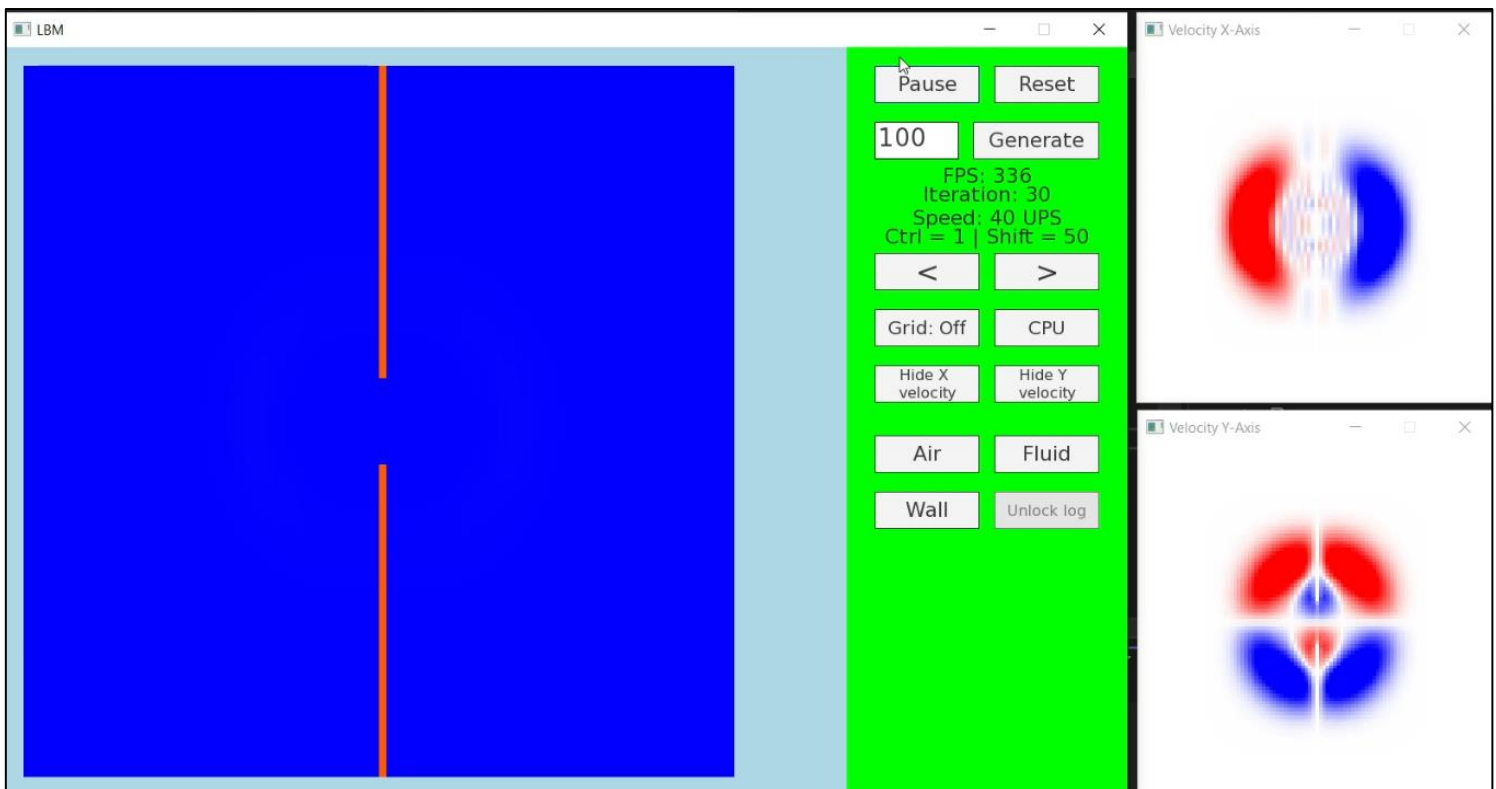 LBM
Pause Reset
100 Generate
FPS: 336
Iteration: 30
Speed: 40 UPS
Ctrl = 1 | Shift = 50
< >
Grid: Off CPU
Hide X velocity Hide Y velocity
Air Fluid
Wall Unlock log
Velocity X-Axis
Velocity Y-Axis